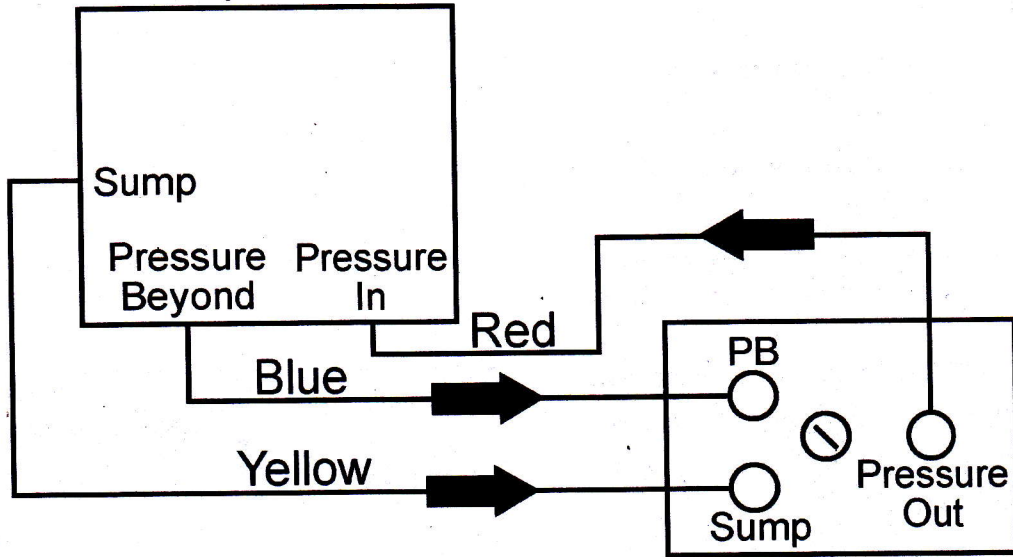 Sump
Pressure
Beyond
Pressure
In
Red
Blue
Yellow
PB
Pressure
Out
Sump